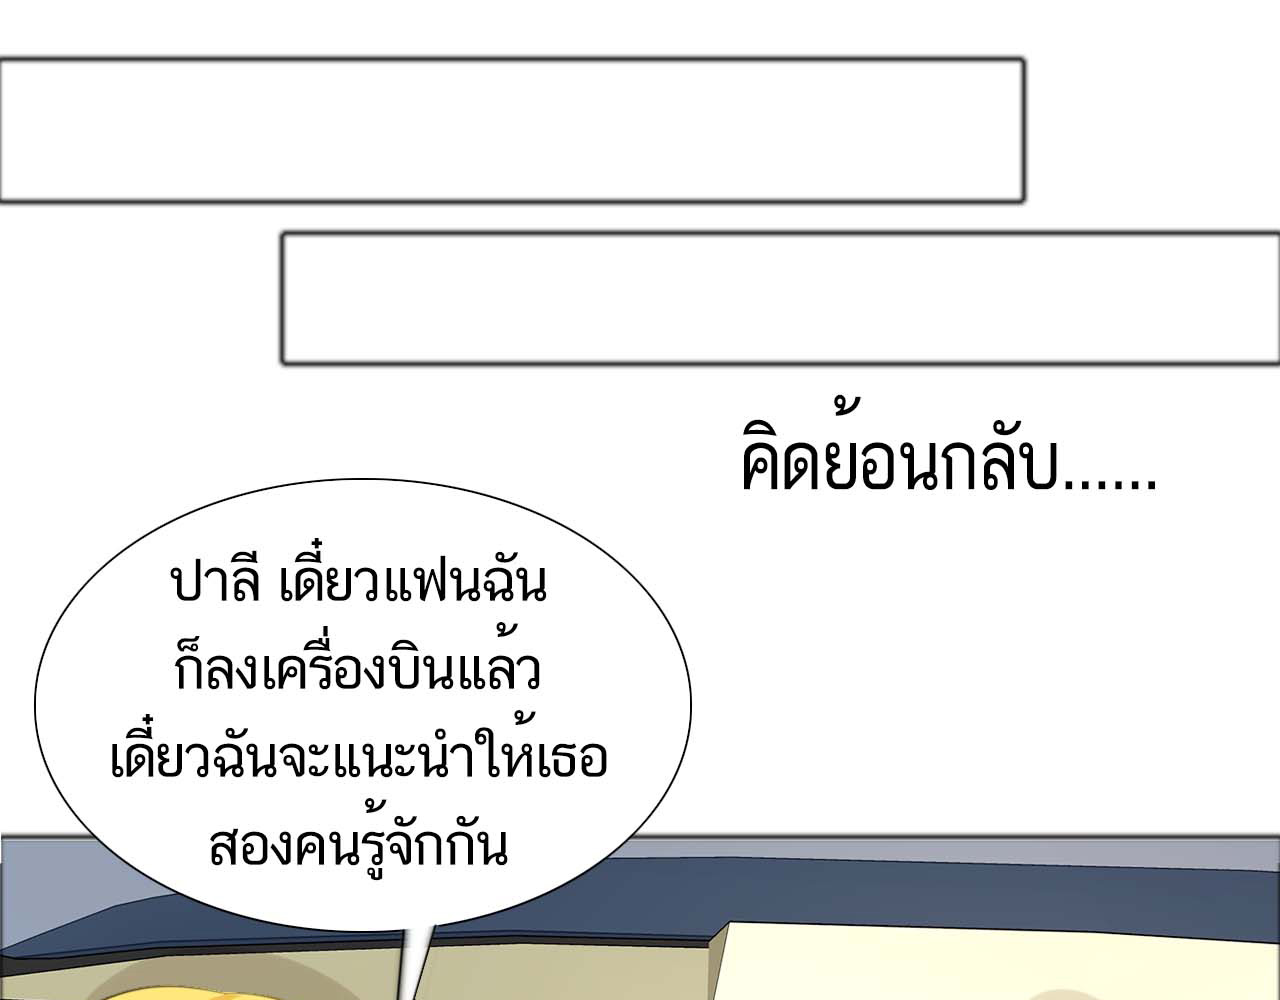 คิดย้อนกลับ......
ปาลี เดี๋ยวแฟนฉัน
ก็ลงเครื่องบินแล้ว
เดี๋ยวฉันจะแนะนำให้เธอ
สองคนรู้จักกัน